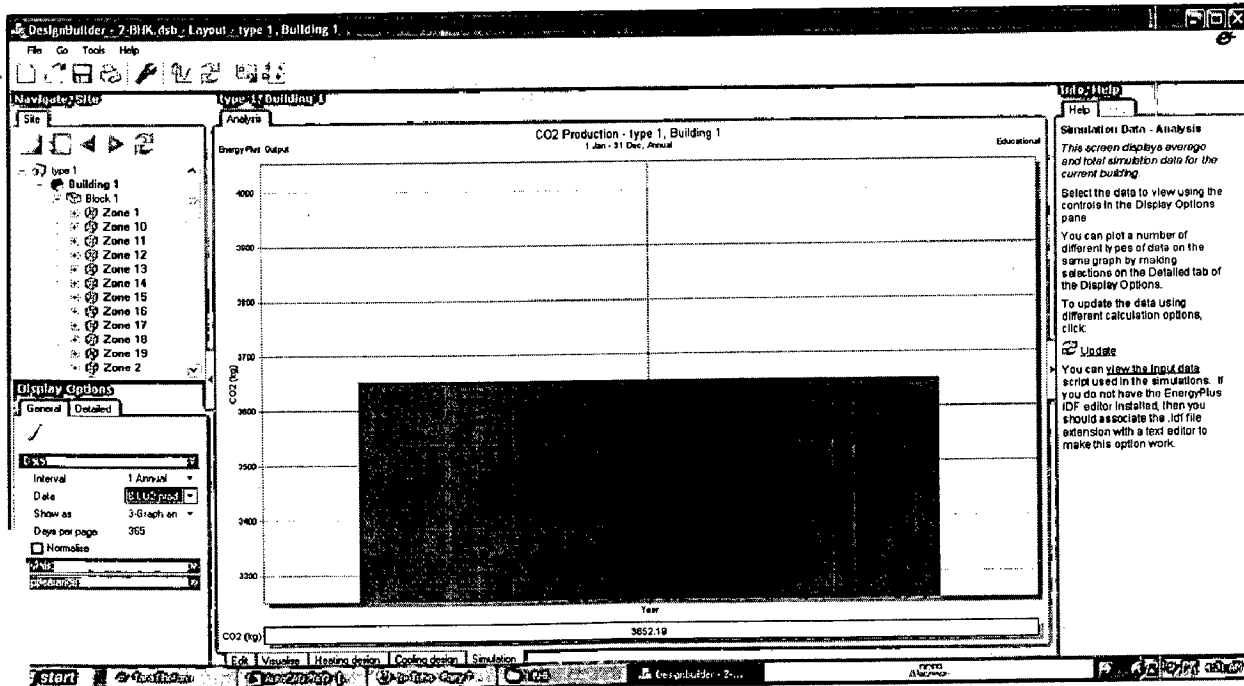 DesignBuilder - 2-BHK.dsb - Layout - type 1, Building 1
File Go Tools Help
Navigate, Site
Site
type 1
Building 1
Block 1
Zone 1
Zone 10
Zone 11
Zone 12
Zone 13
Zone 14
Zone 15
Zone 16
Zone 17
Zone 18
Zone 19
Zone 2
Display Options
General Detailed
Interval 1 Annual
Data
Show as 3-Graph an
Days per page 365
Normalise
type 1, Building 1
Analysis
CO2 Production - type 1, Building 1
EnergyPlus Output 1 Jan - 31 Dec, Annual Educational
4000
3900
3800
3700
3600
3500
3400
3300
CO2 (kg)
Year
CO2 (kg) 3652.19
Edit Visualise Heating design Cooling design Simulation
Info, Help
Help
Simulation Data - Analysis
This screen displays average
and total simulation data for the
current building.
Select the data to view using the
controls in the Display Options
pane
You can plot a number of
different types of data on the
same graph by making
selections on the Detailed tab of
the Display Options.
To update the data using
different calculation options,
click:
Update
You can view the input data
script used in the simulations. If
you do not have the EnergyPlus
IDF editor installed, then you
should associate the .idf file
extension with a text editor to
make this option work.
start
DesignBuilder - 2-...